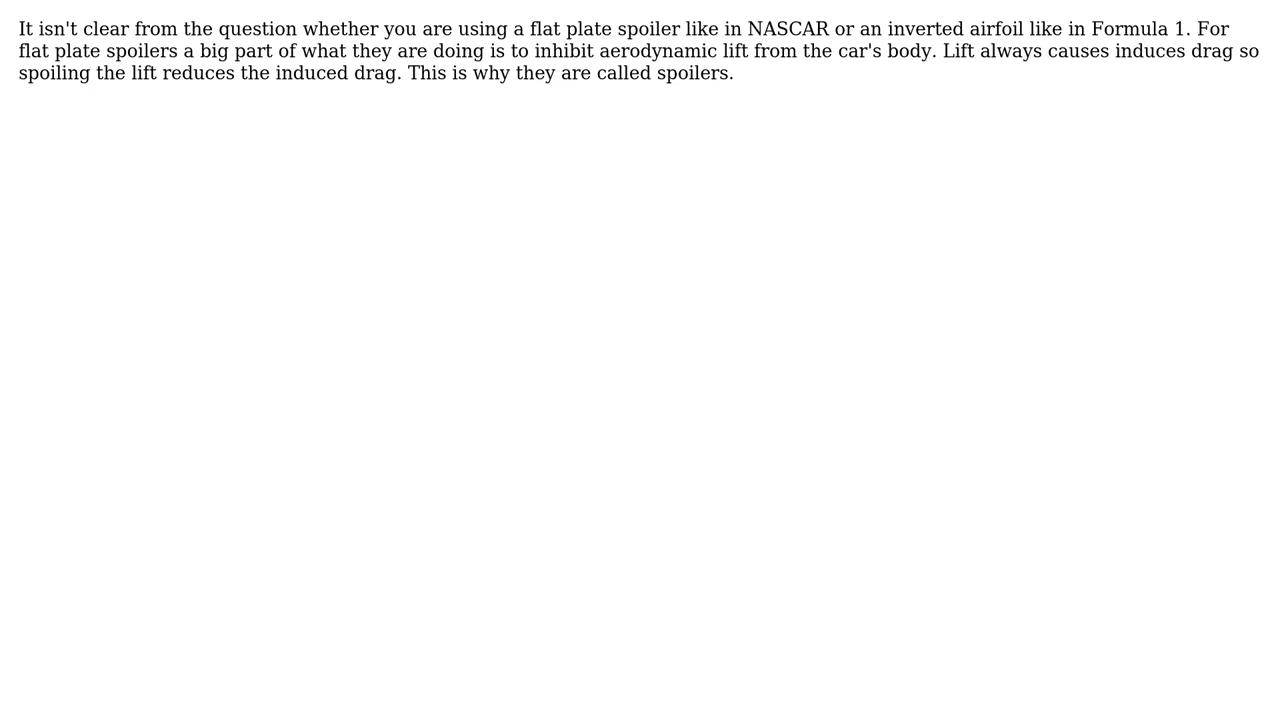 It isn't clear from the question whether you are using a flat plate spoiler like in NASCAR or an inverted airfoil like in Formula 1. For
flat plate spoilers a big part of what they are doing is to inhibit aerodynamic lift from the car's body. Lift always causes induces drag so
spoiling the lift reduces the induced drag. This is why they are called spoilers.